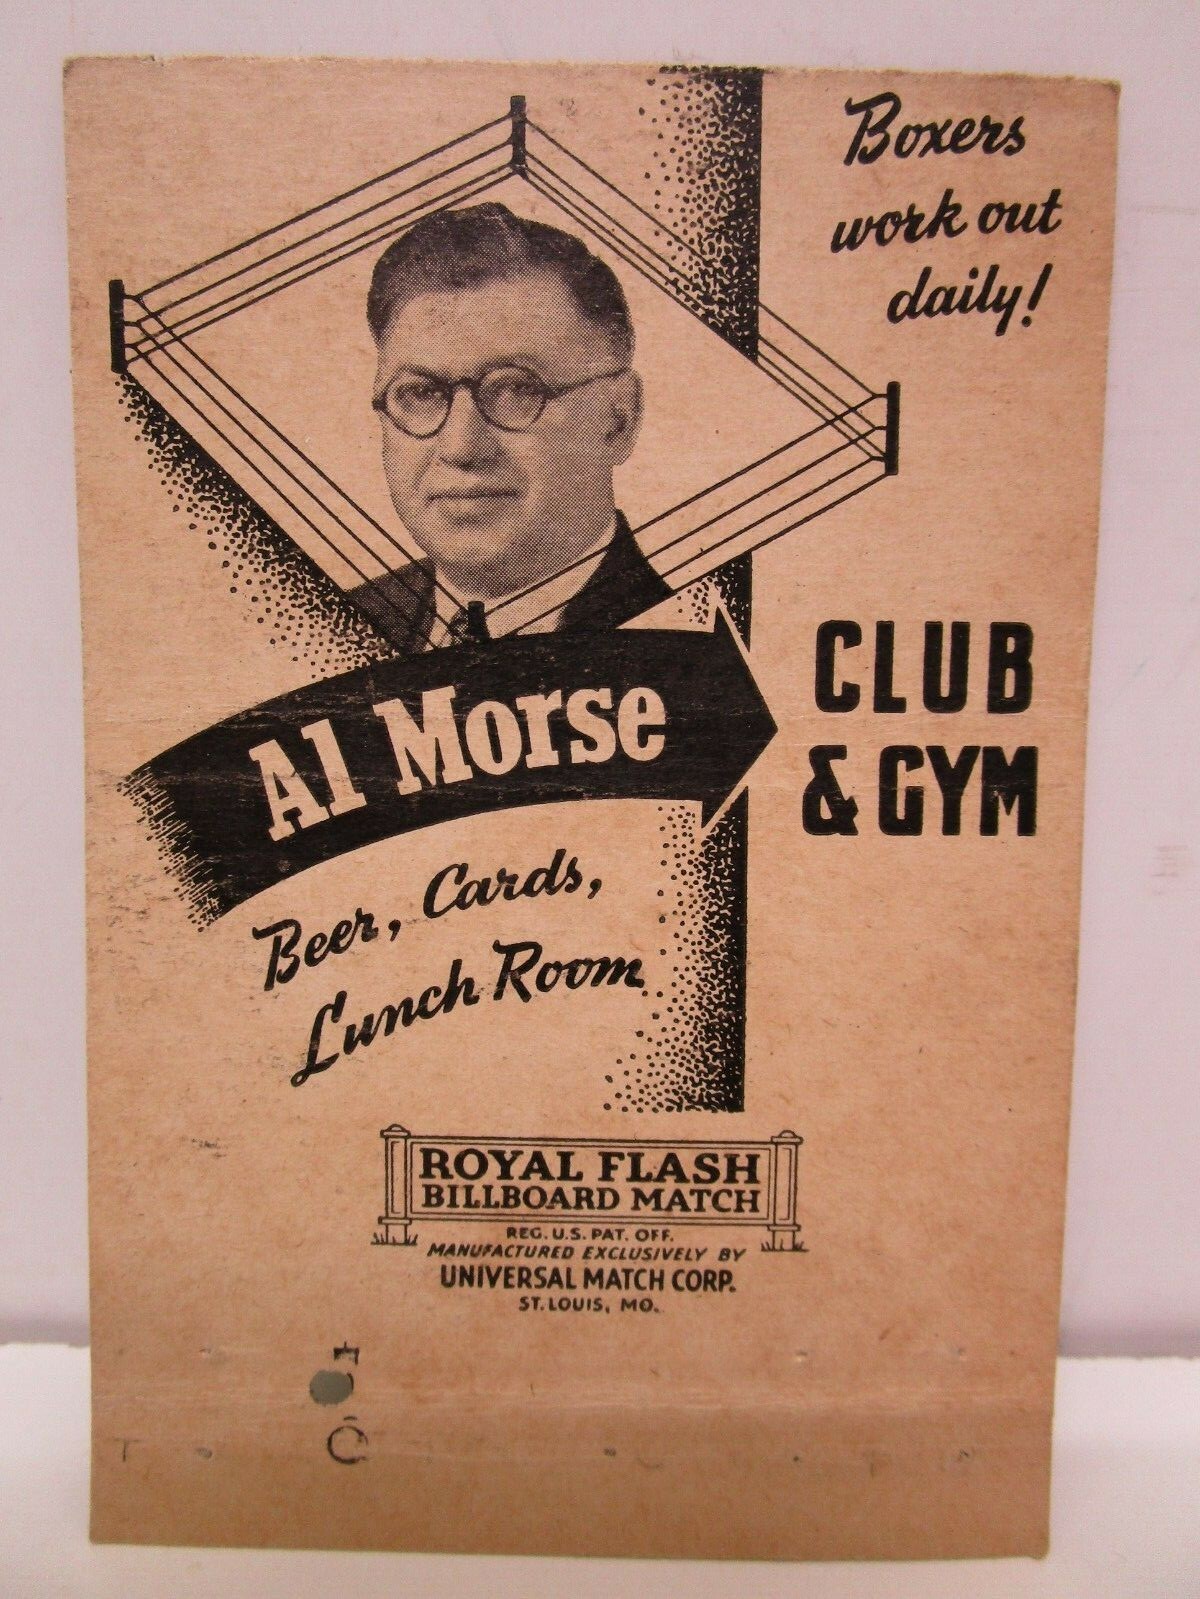 Boxers
work out
daily!
Al Morse
CLUB
& GYM
Beer, Cards,
Lunch Room
ROYAL FLASH
BILLBOARD MATCH
REG. U.S. PAT. OFF.
MANUFACTURED EXCLUSIVELY BY
UNIVERSAL MATCH CORP.
ST. LOUIS, MO.